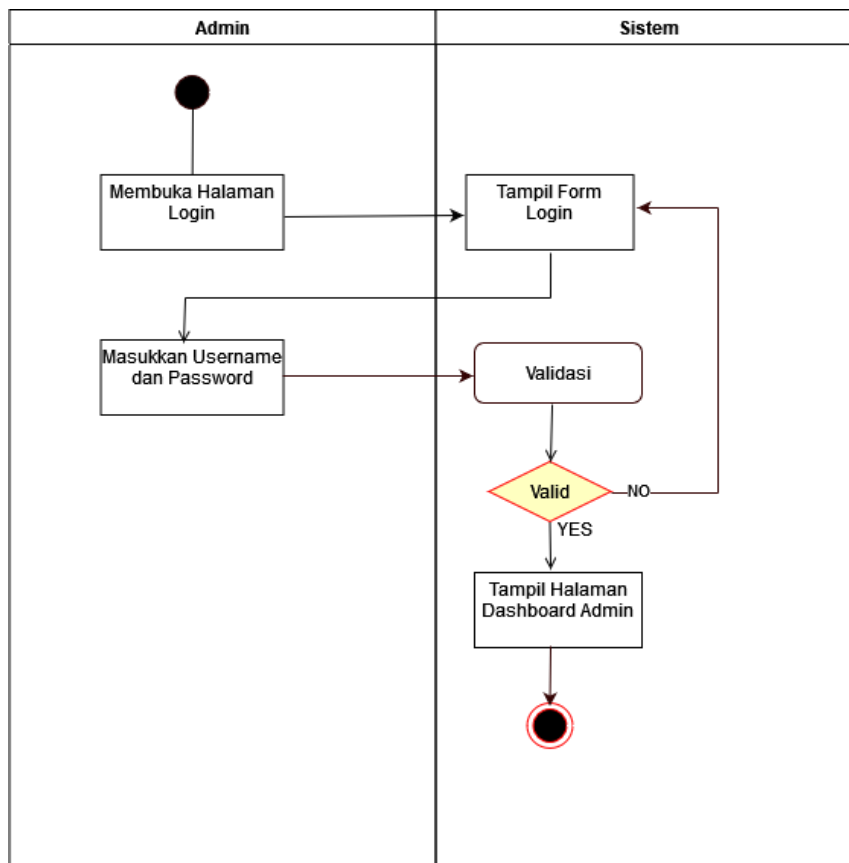 Admin
Sistem
Membuka Halaman
Login
Tampil Form
Login
Masukkan Username
dan Password
Validasi
Valid
NO
YES
Tampil Halaman
Dashboard Admin